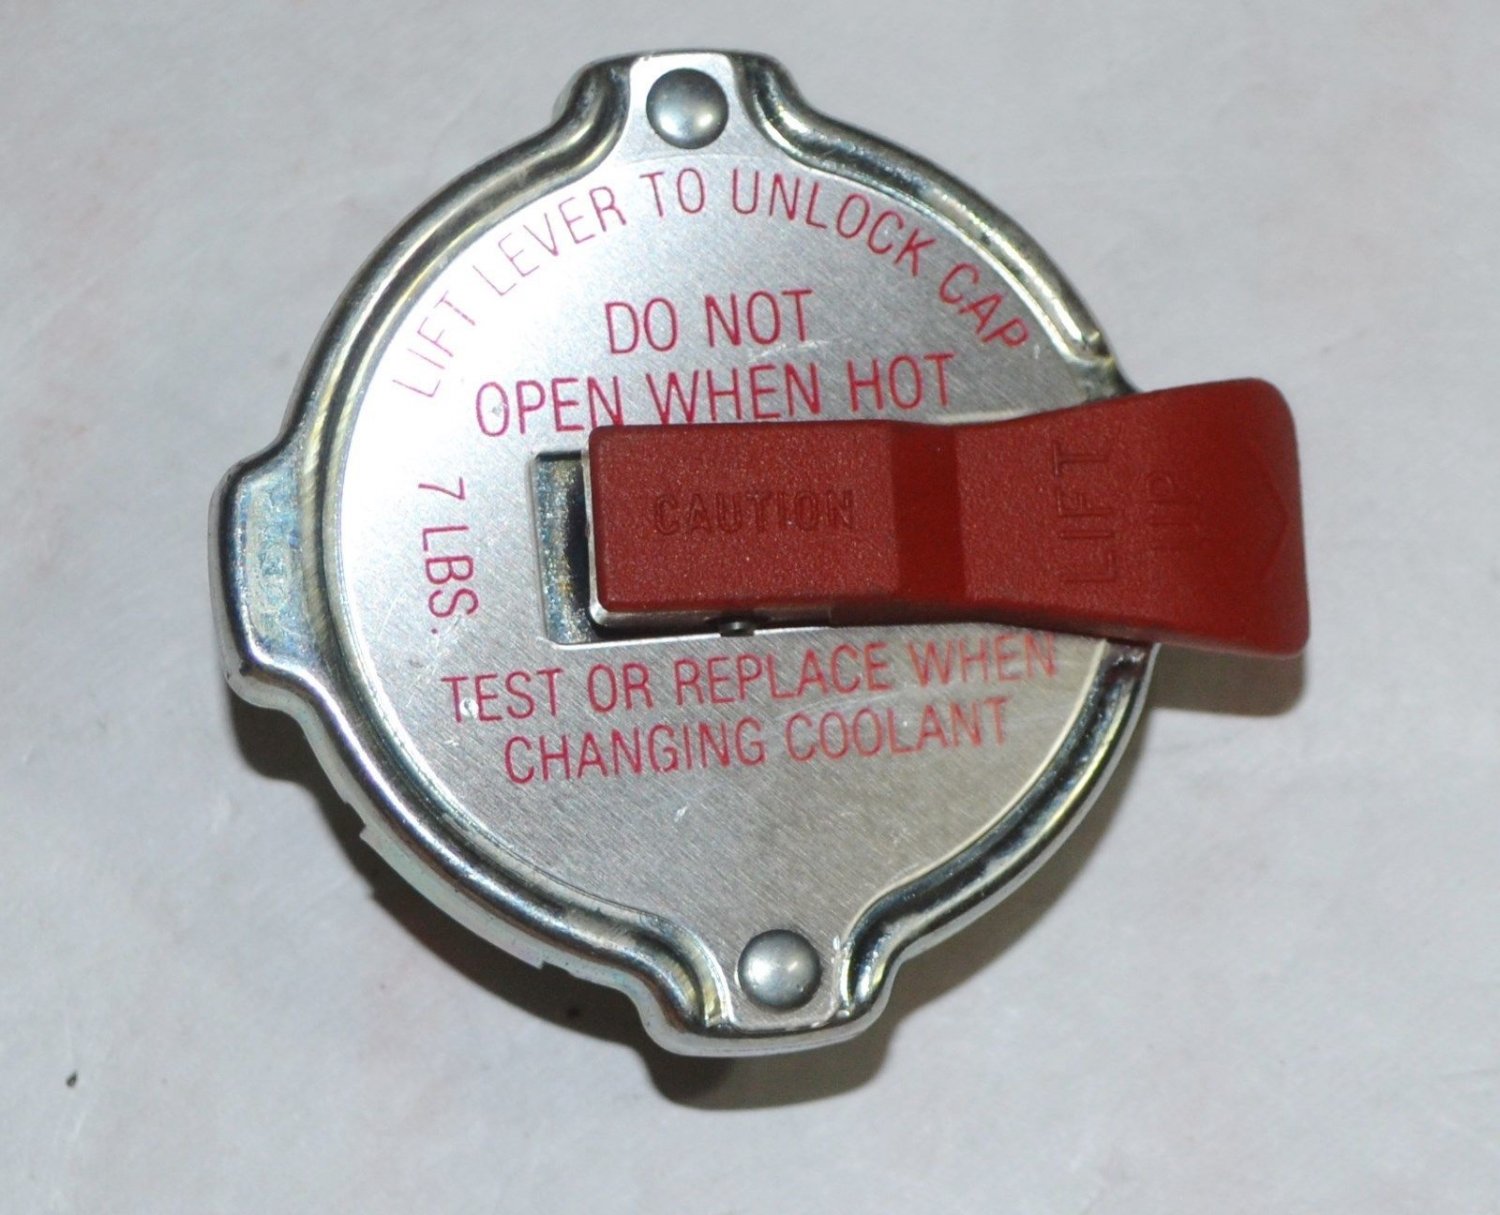 LIFT LEVER TO UNLOCK CAP
DO NOT
OPEN WHEN HOT
7 LBS.
CAUTION
LIFT
UP
TEST OR REPLACE WHEN
CHANGING COOLANT